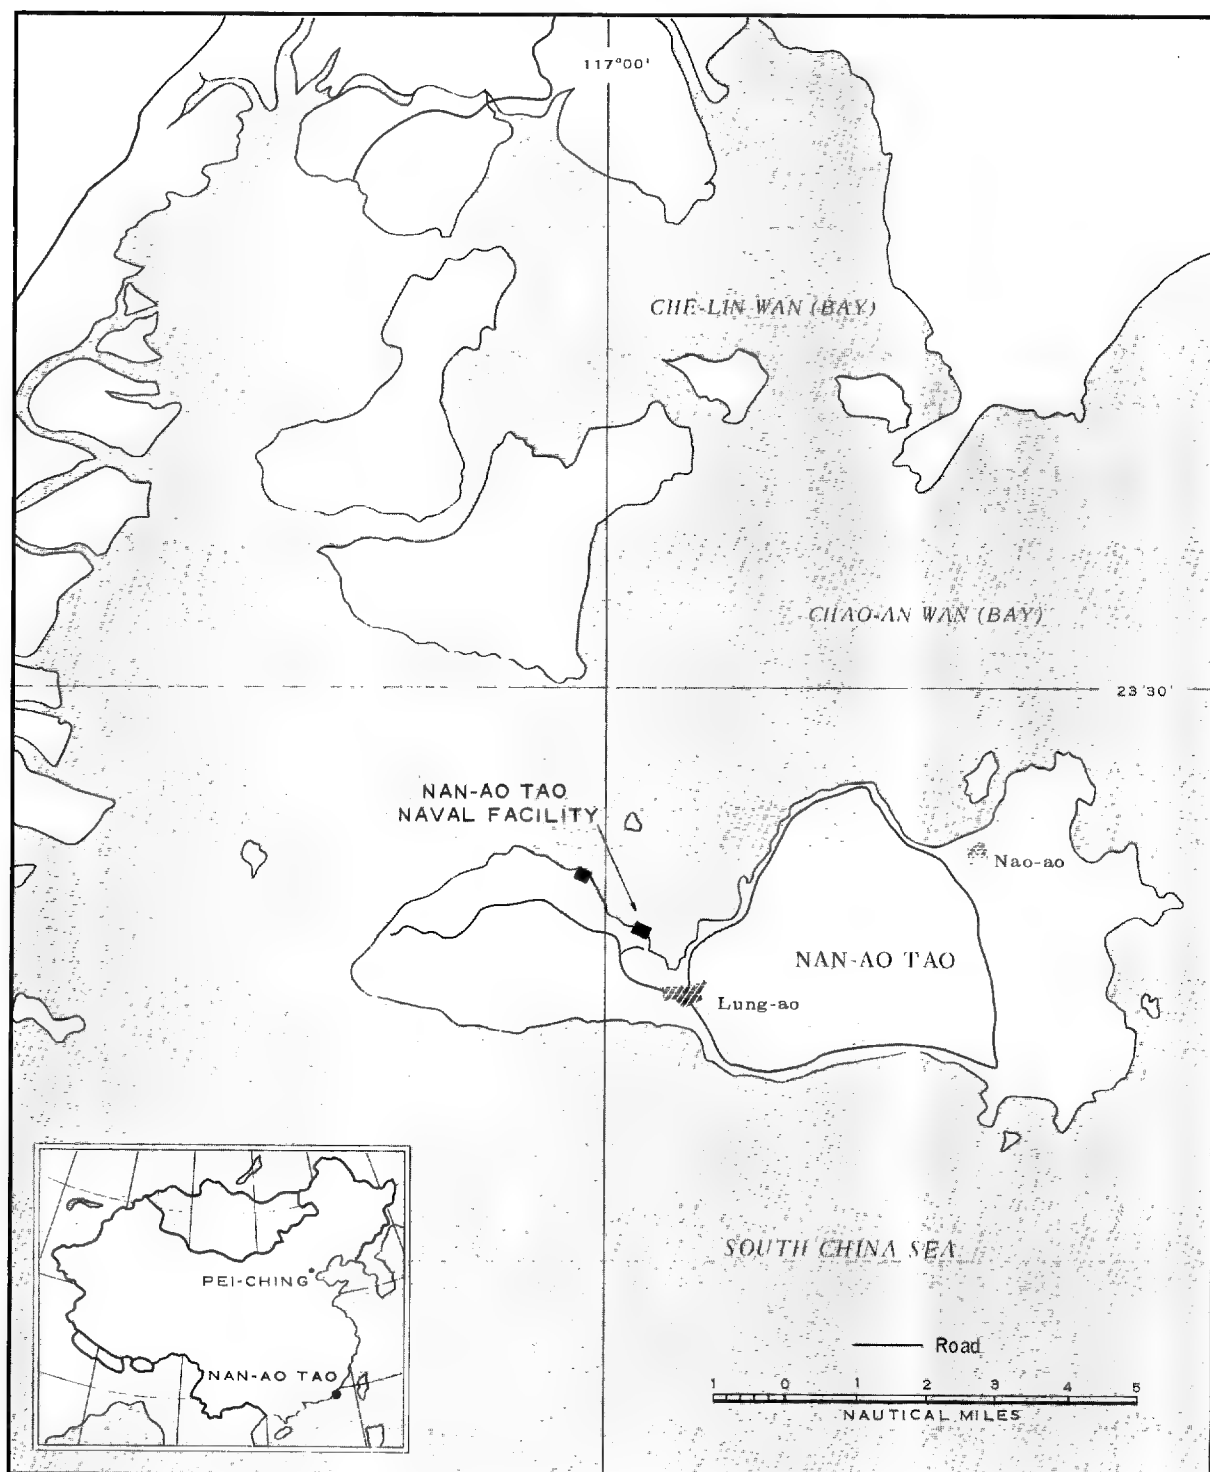 117°00'
CHE-LIN WAN (BAY)
CHAO-AN WAN (BAY)
23°30'
NAN-AO TAO
NAVAL FACILITY
Nao-ao
NAN-AO TAO
Lung-ao
SOUTH CHINA SEA
PEI-CHING
NAN-AO TAO
Road
1 0 1 2 3 4 5
NAUTICAL MILES